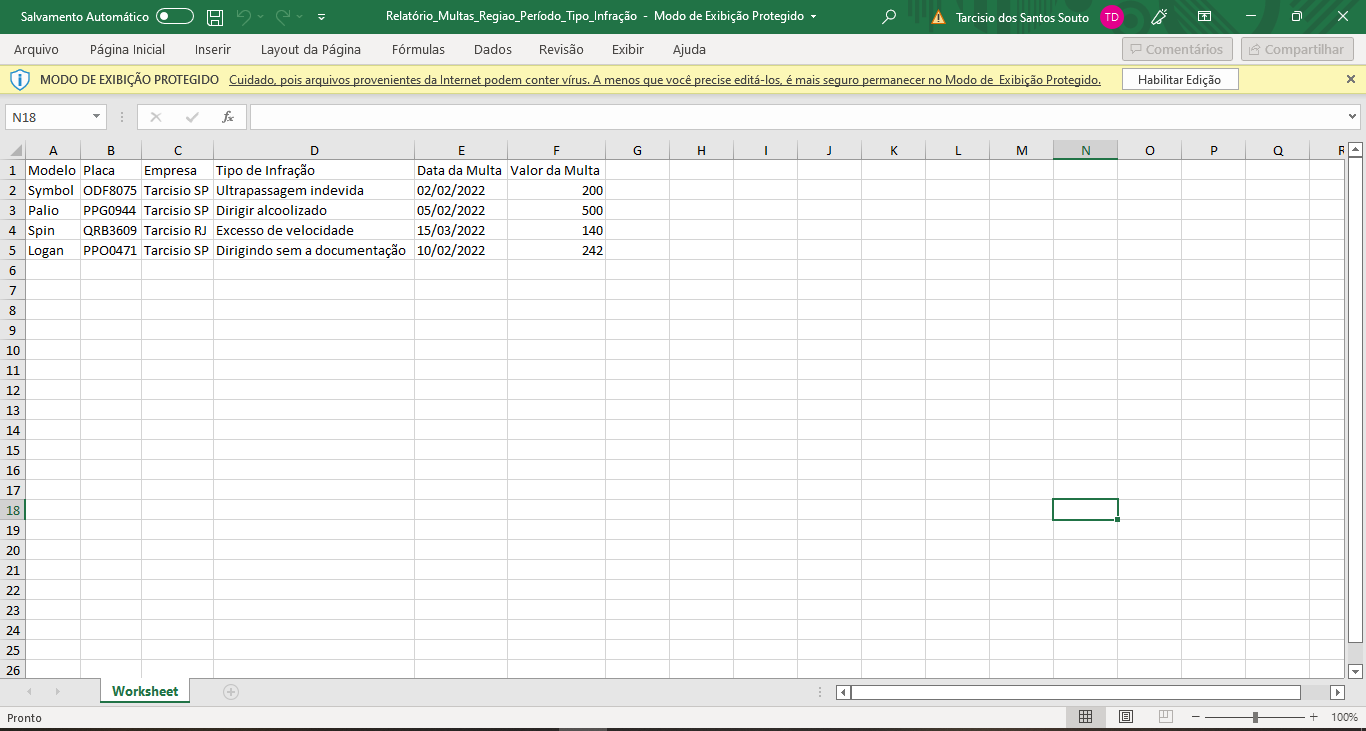 Salvamento Automático Relatório_Multas_Regiao_Período_Tipo_Infração - Modo de Exibição Protegido Tarcisio dos Santos Souto TD
Arquivo Página Inicial Inserir Layout da Página Fórmulas Dados Revisão Exibir Ajuda Comentários Compartilhar
MODO DE EXIBIÇÃO PROTEGIDO Cuidado, pois arquivos provenientes da Internet podem conter vírus. A menos que você precise editá-los, é mais seguro permanecer no Modo de Exibição Protegido. Habilitar Edição
N18 fx
A B C D E F G H I J K L M N O P Q R
1 Modelo Placa Empresa Tipo de Infração Data da Multa Valor da Multa
2 Symbol ODF8075 Tarcisio SP Ultrapassagem indevida 02/02/2022 200
3 Palio PPG0944 Tarcisio SP Dirigir alcoolizado 05/02/2022 500
4 Spin QRB3609 Tarcisio RJ Excesso de velocidade 15/03/2022 140
5 Logan PPO0471 Tarcisio SP Dirigindo sem a documentação 10/02/2022 242
6
7
8
9
10
11
12
13
14
15
16
17
18
19
20
21
22
23
24
25
26
Worksheet
Pronto 100%